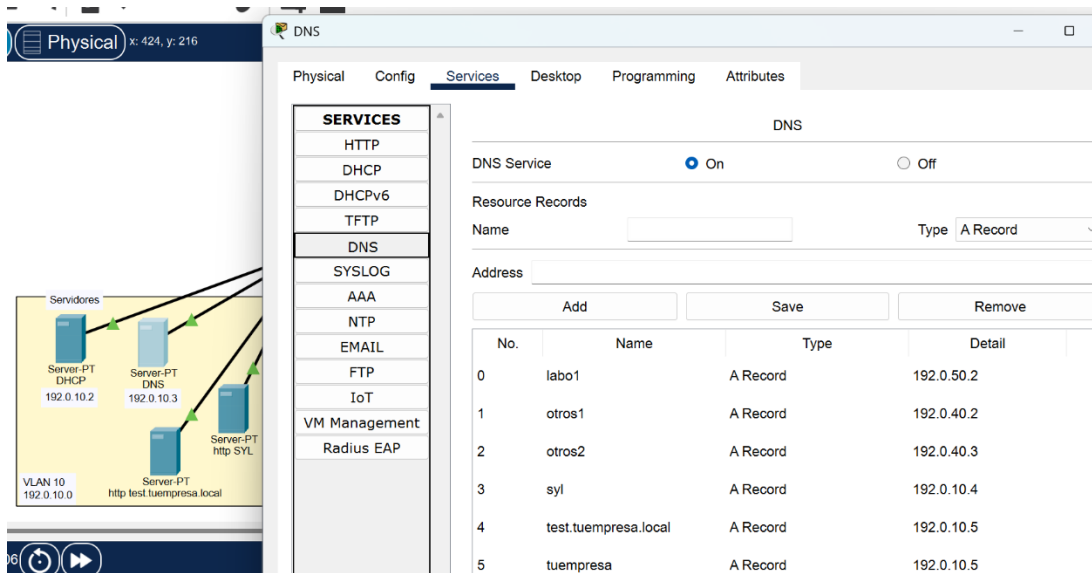 Physical x: 424, y: 216
DNS
Physical Config Services Desktop Programming Attributes
SERVICES
HTTP
DHCP
DHCPv6
TFTP
DNS
SYSLOG
AAA
NTP
EMAIL
FTP
IoT
VM Management
Radius EAP
DNS
DNS Service On Off
Resource Records
Name Type A Record
Address
Add Save Remove
No. Name Type Detail
0 labo1 A Record 192.0.50.2
1 otros1 A Record 192.0.40.2
2 otros2 A Record 192.0.40.3
3 syl A Record 192.0.10.4
4 test.tuempresa.local A Record 192.0.10.5
5 tuempresa A Record 192.0.10.5
Servidores
Server-PT
DHCP
192.0.10.2
Server-PT
DNS
192.0.10.3
Server-PT
http SYL
Server-PT
http test.tuempresa.local
VLAN 10
192.0.10.0